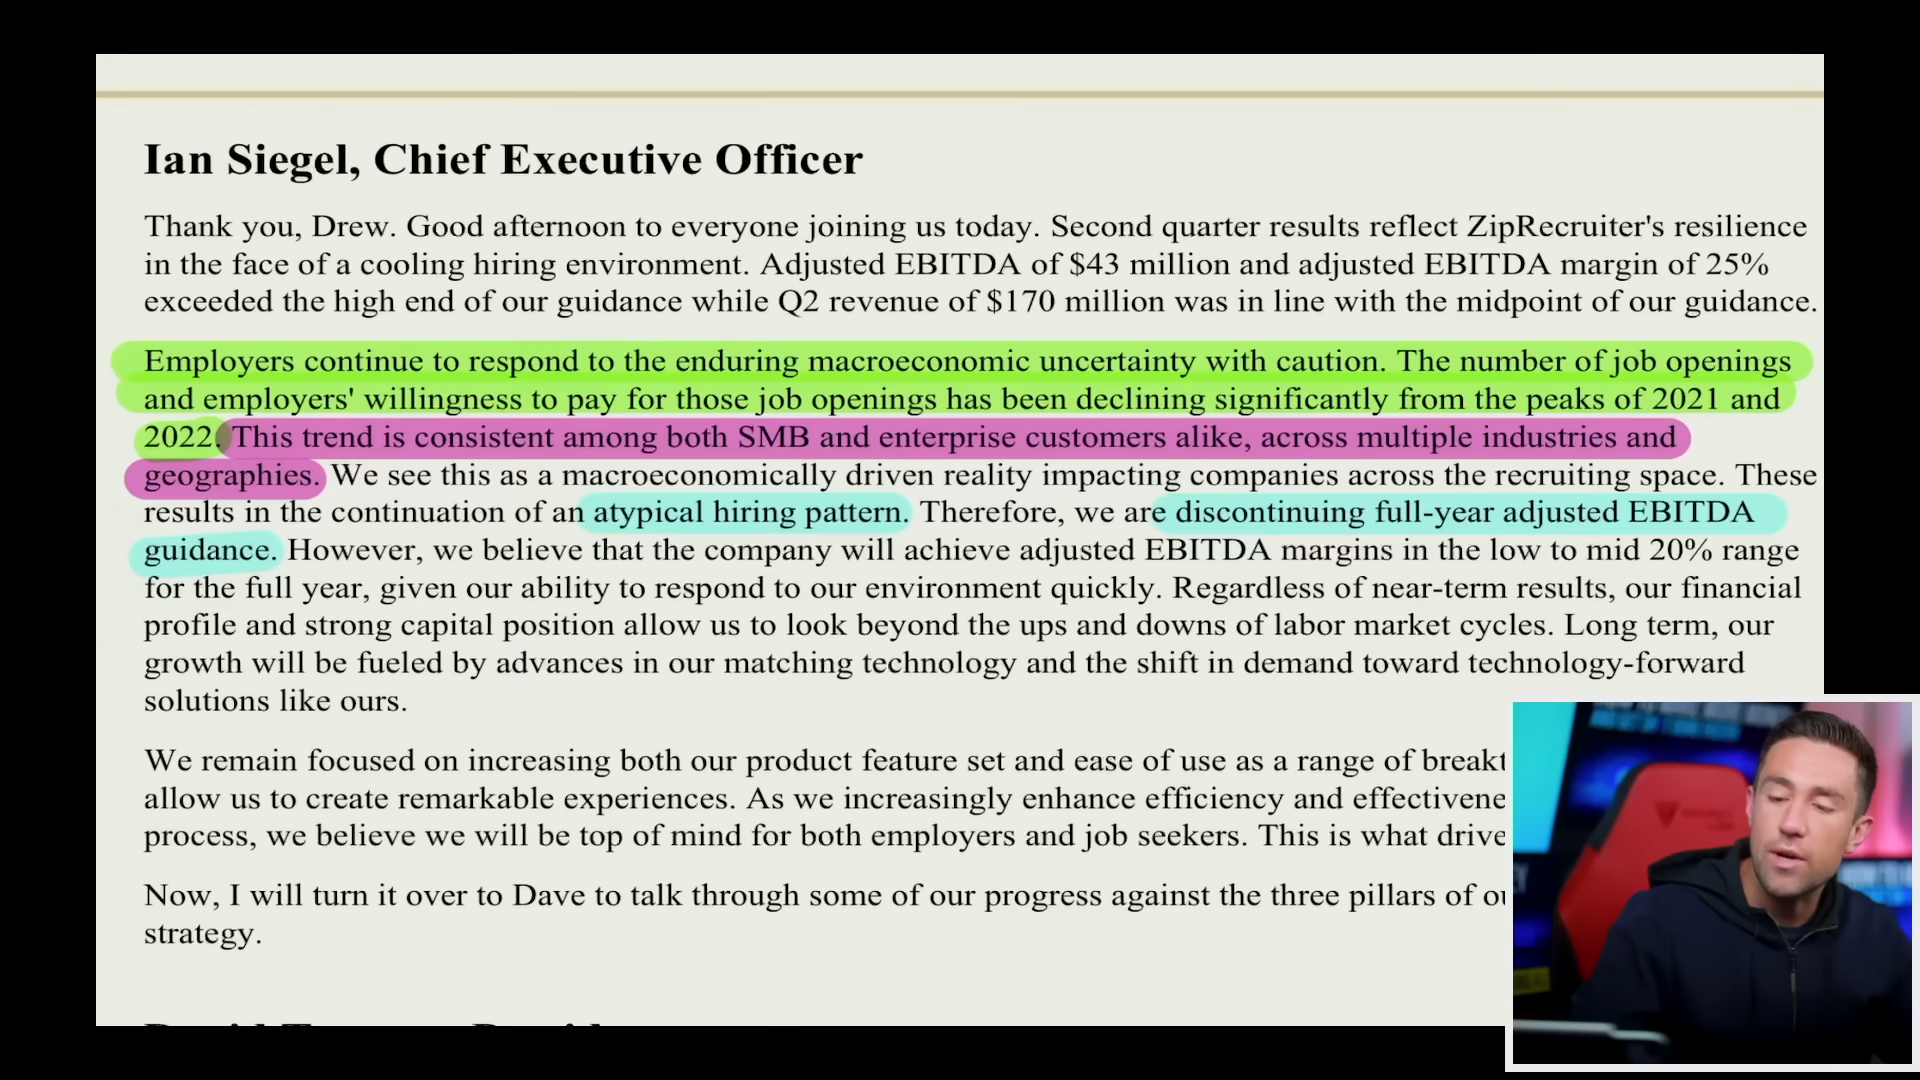 Ian Siegel, Chief Executive Officer
Thank you, Drew. Good afternoon to everyone joining us today. Second quarter results reflect ZipRecruiter's resilience
in the face of a cooling hiring environment. Adjusted EBITDA of $43 million and adjusted EBITDA margin of 25%
exceeded the high end of our guidance while Q2 revenue of $170 million was in line with the midpoint of our guidance.
Employers continue to respond to the enduring macroeconomic uncertainty with caution. The number of job openings
and employers' willingness to pay for those job openings has been declining significantly from the peaks of 2021 and
2022. This trend is consistent among both SMB and enterprise customers alike, across multiple industries and
geographies. We see this as a macroeconomically driven reality impacting companies across the recruiting space. These
results in the continuation of an atypical hiring pattern. Therefore, we are discontinuing full-year adjusted EBITDA
guidance. However, we believe that the company will achieve adjusted EBITDA margins in the low to mid 20% range
for the full year, given our ability to respond to our environment quickly. Regardless of near-term results, our financial
profile and strong capital position allow us to look beyond the ups and downs of labor market cycles. Long term, our
growth will be fueled by advances in our matching technology and the shift in demand toward technology-forward
solutions like ours.
We remain focused on increasing both our product feature set and ease of use as a range of breakt
allow us to create remarkable experiences. As we increasingly enhance efficiency and effectivene
process, we believe we will be top of mind for both employers and job seekers. This is what drive
Now, I will turn it over to Dave to talk through some of our progress against the three pillars of ou
strategy.